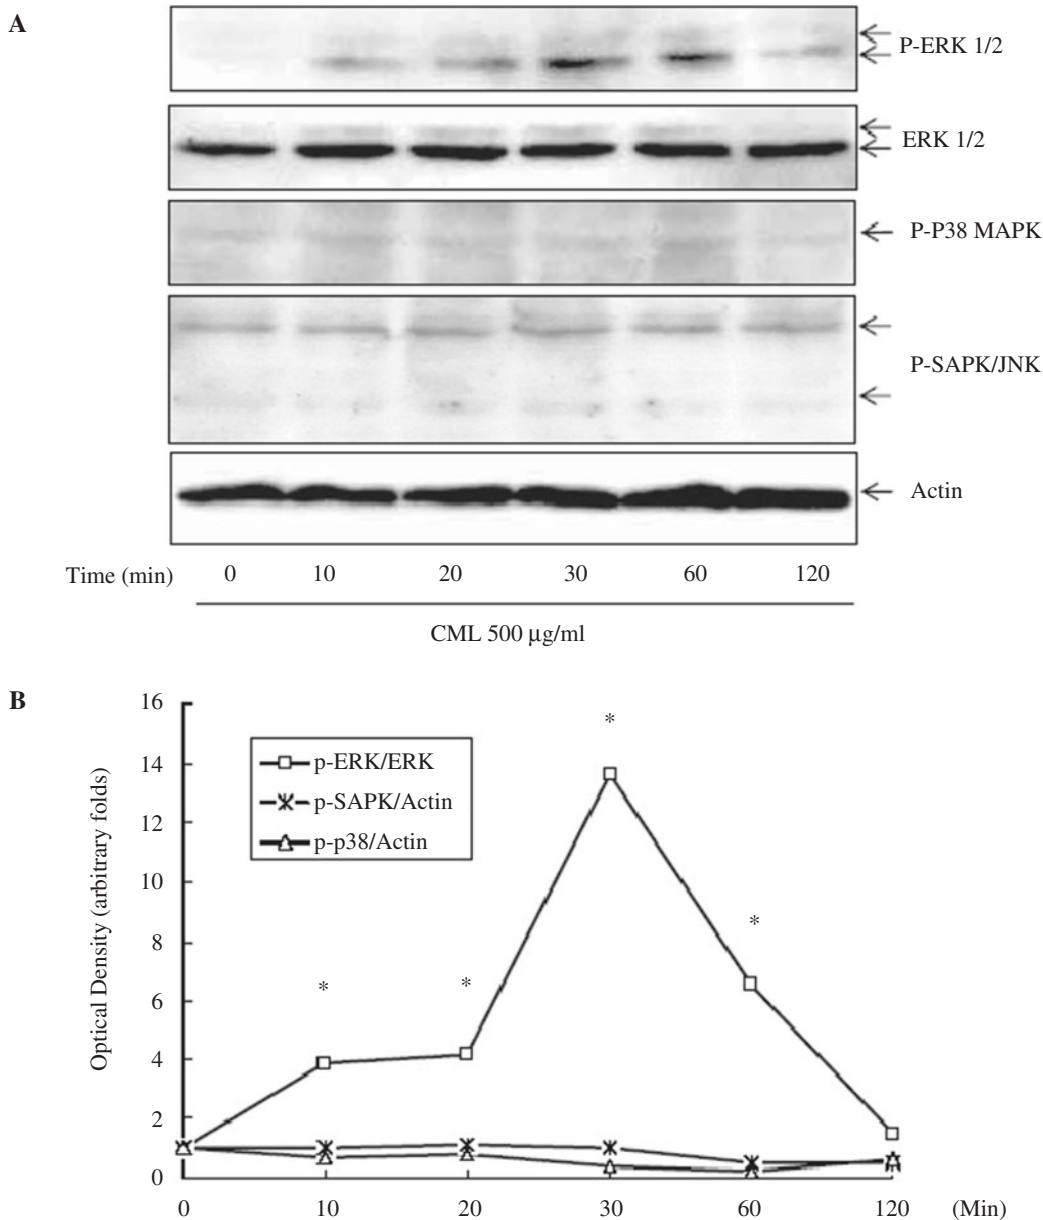 A
P-ERK 1/2
ERK 1/2
P-P38 MAPK
P-SAPK/JNK
Actin
Time (min) 0 10 20 30 60 120
CML 500 μg/ml
B
16
14
12
10
8
6
4
2
0
Optical Density (arbitrary folds)
p-ERK/ERK
p-SAPK/Actin
p-p38/Actin
*
*
*
*
0 10 20 30 60 120 (Min)